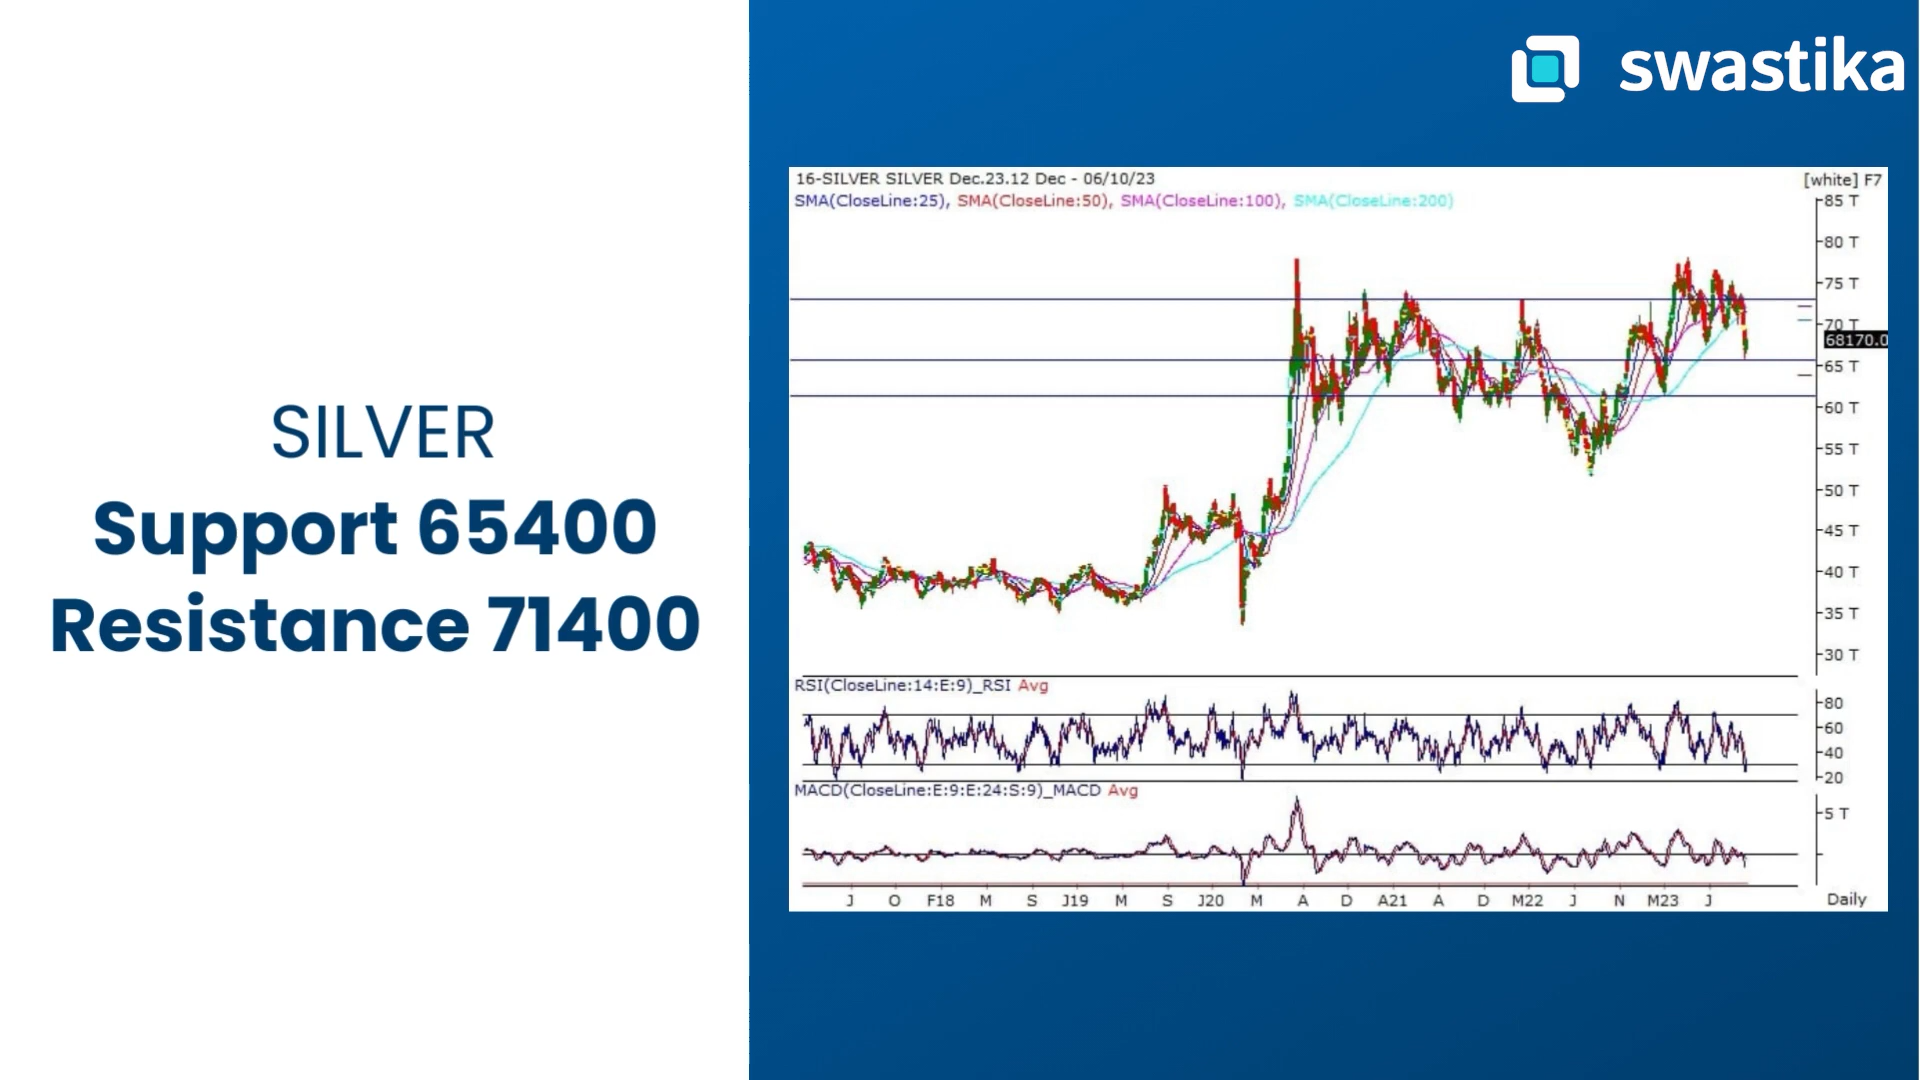 SILVER
Support 65400
Resistance 71400
swastika
16-SILVER SILVER Dec.23.12 Dec - 06/10/23
[white] F7
SMA(CloseLine:25), SMA(CloseLine:50), SMA(CloseLine:100), SMA(CloseLine:200)
85 T
80 T
75 T
70 T
68170.0
65 T
60 T
55 T
50 T
45 T
40 T
35 T
30 T
RSI(CloseLine:14:E:9)_RSI Avg
80
60
40
20
MACD(CloseLine:E:9:E:24:S:9)_MACD Avg
5 T
J O F18 M S J19 M S J20 M A D A21 A D M22 J N M23 J Daily